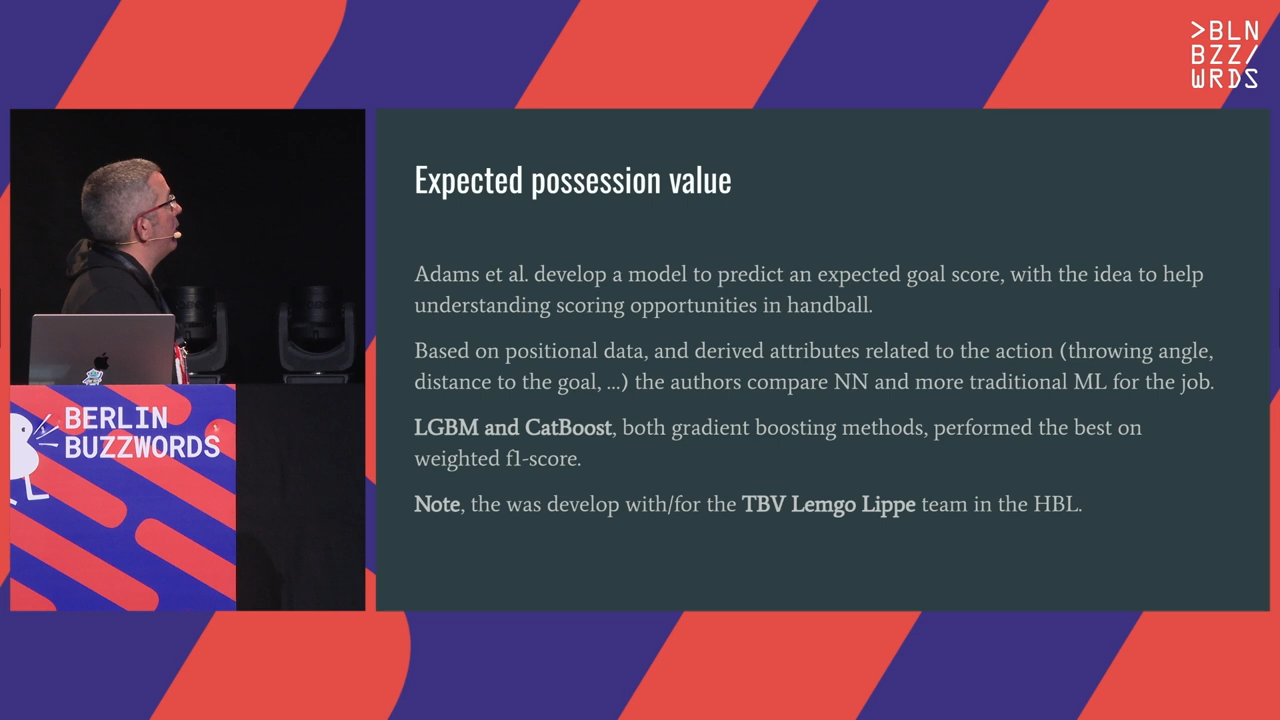 >BLN
BZZ/
WRDS
Expected possession value
Adams et al. develop a model to predict an expected goal score, with the idea to help
understanding scoring opportunities in handball.
Based on positional data, and derived attributes related to the action (throwing angle,
distance to the goal, ...) the authors compare NN and more traditional ML for the job.
LGBM and CatBoost, both gradient boosting methods, performed the best on
weighted f1-score.
Note, the was develop with/for the TBV Lemgo Lippe team in the HBL.
BERLIN
BUZZWORDS